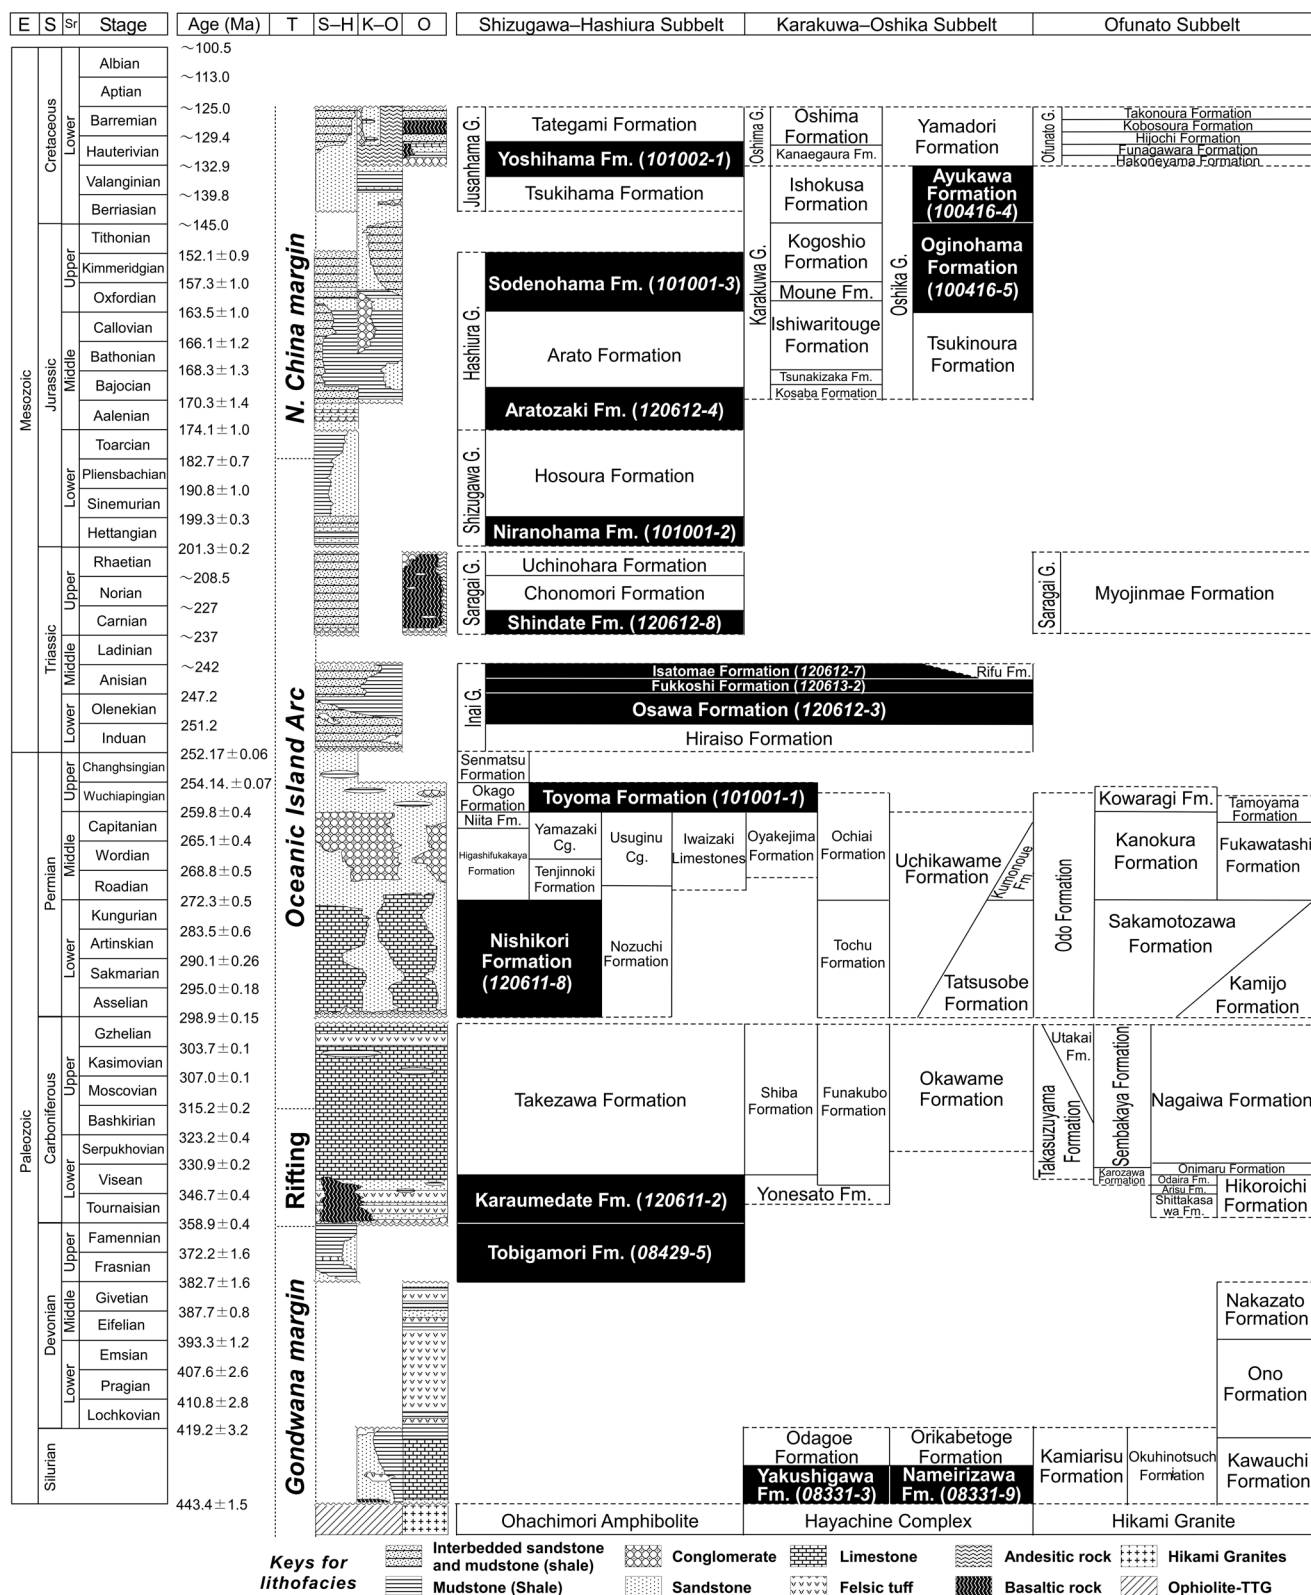 E S Sr Stage Age (Ma) T S–H K–O O Shizugawa–Hashiura Subbelt Karakuwa–Oshika Subbelt Ofunato Subbelt
Mesozoic
Paleozoic
Cretaceous
Jurassic
Triassic
Permian
Carboniferous
Devonian
Silurian
Lower
Upper
Middle
Lower
Upper
Middle
Lower
Upper
Middle
Lower
Upper
Lower
Upper
Middle
Lower
Albian
Aptian
Barremian
Hauterivian
Valanginian
Berriasian
Tithonian
Kimmeridgian
Oxfordian
Callovian
Bathonian
Bajocian
Aalenian
Toarcian
Pliensbachian
Sinemurian
Hettangian
Rhaetian
Norian
Carnian
Ladinian
Anisian
Olenekian
Induan
Changhsingian
Wuchiapingian
Capitanian
Wordian
Roadian
Kungurian
Artinskian
Sakmarian
Asselian
Gzhelian
Kasimovian
Moscovian
Bashkirian
Serpukhovian
Visean
Tournaisian
Famennian
Frasnian
Givetian
Eifelian
Emsian
Pragian
Lochkovian
~100.5
~113.0
~125.0
~129.4
~132.9
~139.8
~145.0
152.1±0.9
157.3±1.0
163.5±1.0
166.1±1.2
168.3±1.3
170.3±1.4
174.1±1.0
182.7±0.7
190.8±1.0
199.3±0.3
201.3±0.2
~208.5
~227
~237
~242
247.2
251.2
252.17±0.06
254.14.±0.07
259.8±0.4
265.1±0.4
268.8±0.5
272.3±0.5
283.5±0.6
290.1±0.26
295.0±0.18
298.9±0.15
303.7±0.1
307.0±0.1
315.2±0.2
323.2±0.4
330.9±0.2
346.7±0.4
358.9±0.4
372.2±1.6
382.7±1.6
387.7±0.8
393.3±1.2
407.6±2.6
410.8±2.8
419.2±3.2
443.4±1.5
N. China margin
Oceanic Island Arc
Rifting
Gondwana margin
Jusanhama G.
Tategami Formation
Yoshihama Fm. (101002-1)
Tsukihama Formation
Hashiura G.
Sodenohama Fm. (101001-3)
Arato Formation
Aratozaki Fm. (120612-4)
Shizugawa G.
Hosoura Formation
Niranohama Fm. (101001-2)
Saragai G.
Uchinohara Formation
Chonomori Formation
Shindate Fm. (120612-8)
Inai G.
Isatomae Formation (120612-7)
Rifu Fm.
Fukkoshi Formation (120613-2)
Osawa Formation (120612-3)
Hiraiso Formation
Senmatsu
Formation
Okago
Formation
Toyoma Formation (101001-1)
Niita Fm.
Higashifukakaya
Formation
Yamazaki
Cg.
Tenjinnoki
Formation
Usuginu
Cg.
Iwaizaki
Limestones
Nishikori
Formation
(120611-8)
Nozuchi
Formation
Takezawa Formation
Karaumedate Fm. (120611-2)
Tobigamori Fm. (08429-5)
Ohachimori Amphibolite
Oshima G.
Oshima
Formation
Kanaegaura Fm.
Yamadori
Formation
Karakuwa G.
Ishokusa
Formation
Kogoshio
Formation
Moune Fm.
Ishiwaritouge
Formation
Tsunakizaka Fm.
Kosaba Formation
Oshika G.
Ayukawa
Formation
(100416-4)
Oginohama
Formation
(100416-5)
Tsukinoura
Formation
Oyakejima
Formation
Ochiai
Formation
Uchikawame
Formation
Kumonoue
Fm.
Tochu
Formation
Tatsusobe
Formation
Shiba
Formation
Funakubo
Formation
Okawame
Formation
Yonesato Fm.
Odagoe
Formation
Orikabetoge
Formation
Yakushigawa
Fm. (08331-3)
Nameirizawa
Fm. (08331-9)
Hayachine Complex
Ofunato G.
Takonoura Formation
Kobosoura Formation
Hijochi Formation
Funagawara Formation
Hakoneyama Formation
Saragai G.
Myojinmae Formation
Odo Formation
Kowaragi Fm.
Tamoyama
Formation
Kanokura
Formation
Fukawatashi
Formation
Sakamotozawa
Formation
Kamijo
Formation
Utakai
Fm.
Takasuzuyama
Formation
Sembakaya Formation
Nagaiwa Formation
Karozawa
Formation
Onimaru Formation
Odaira Fm.
Arisu Fm.
Shittakasa
wa Fm.
Hikoroichi
Formation
Nakazato
Formation
Ono
Formation
Kamiarisu
Formation
Okuhinotsuch
Formiation
Kawauchi
Formation
Hikami Granite
Keys for
lithofacies
Interbedded sandstone
and mudstone (shale)
Mudstone (Shale)
Conglomerate
Sandstone
Limestone
Felsic tuff
Andesitic rock
Basaltic rock
Hikami Granites
Ophiolite-TTG